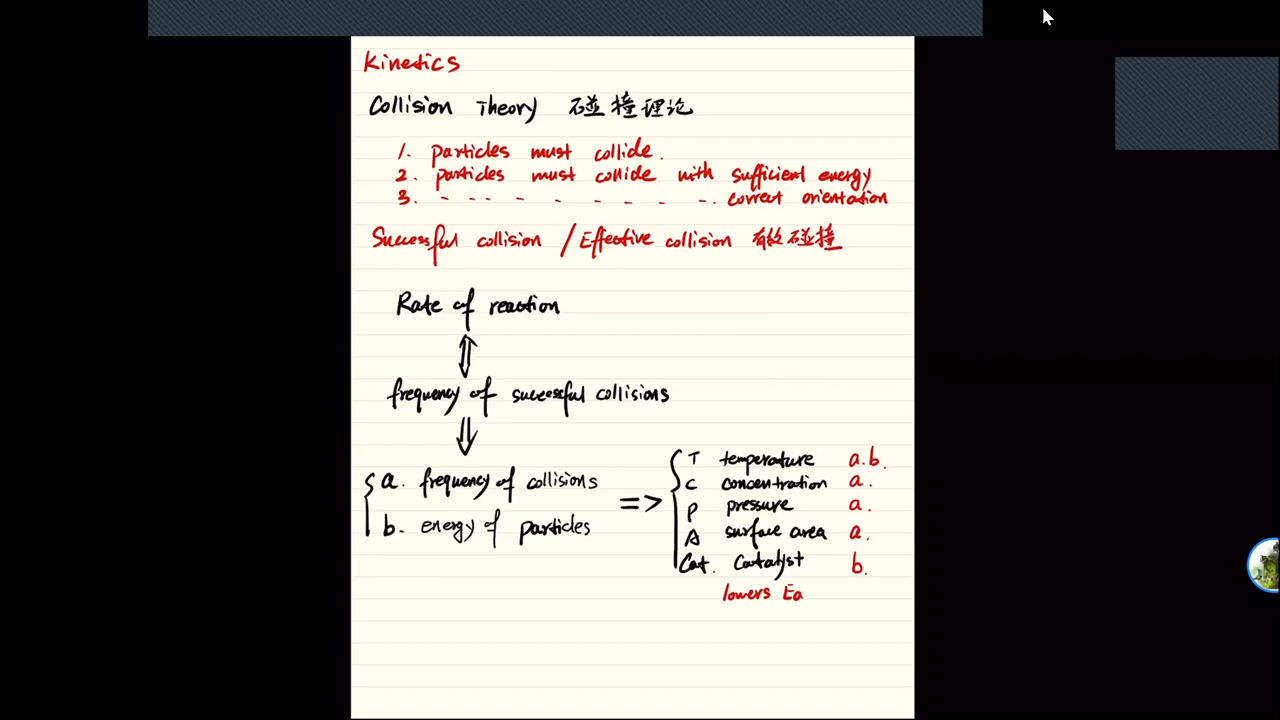 Kinetics
Collision Theory 碰撞理论
1. particles must collide.
2. particles must collide with sufficient energy
3. - - - - - - - - - . correct orientation
Successful collision / Effective collision 有效碰撞
Rate of reaction
⇕
frequency of successful collisions
⇓
a. frequency of collisions
b. energy of particles
=>
T temperature a.b.
C concentration a.
P pressure a.
A surface area a.
Cat. Catalyst b.
lowers Ea